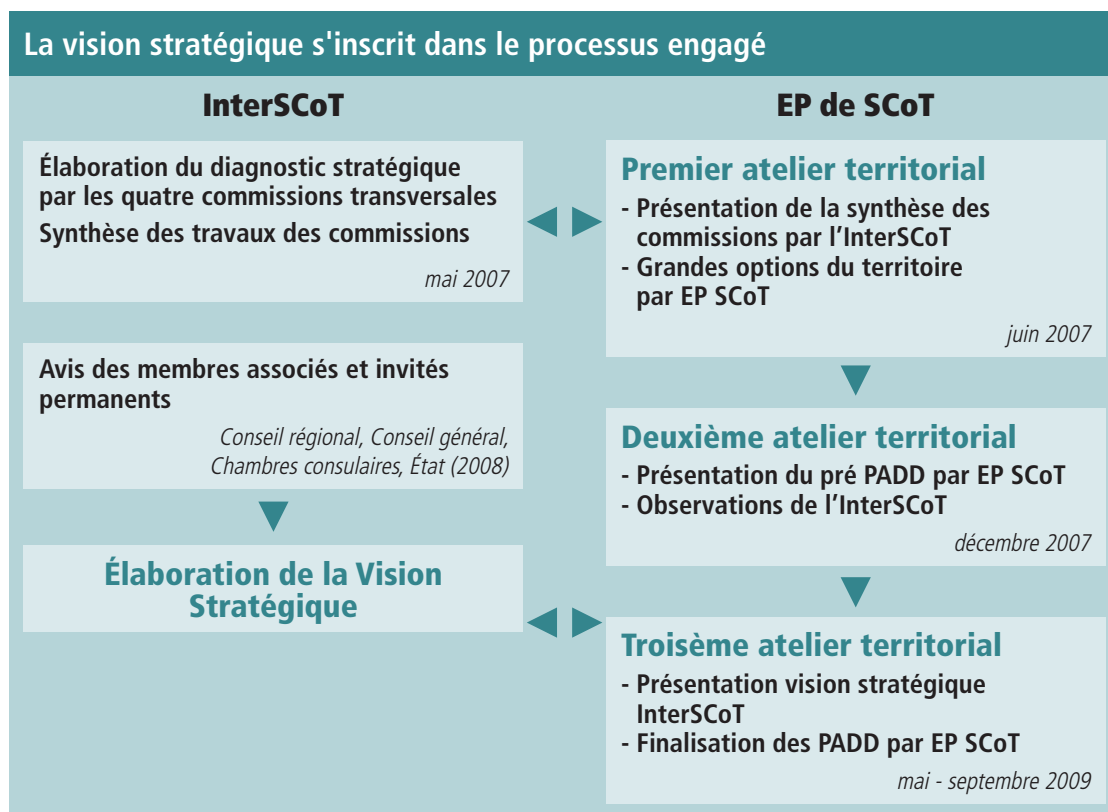 La vision stratégique s'inscrit dans le processus engagé
InterSCoT
Élaboration du diagnostic stratégique
par les quatre commissions transversales
Synthèse des travaux des commissions
mai 2007
Avis des membres associés et invités
permanents
Conseil régional, Conseil général,
Chambres consulaires, État (2008)
Élaboration de la Vision
Stratégique
EP de SCoT
Premier atelier territorial
- Présentation de la synthèse des
commissions par l’InterSCoT
- Grandes options du territoire
par EP SCoT
juin 2007
Deuxième atelier territorial
- Présentation du pré PADD par EP SCoT
- Observations de l’InterSCoT
décembre 2007
Troisème atelier territorial
- Présentation vision stratégique
InterSCoT
- Finalisation des PADD par EP SCoT
mai - septembre 2009